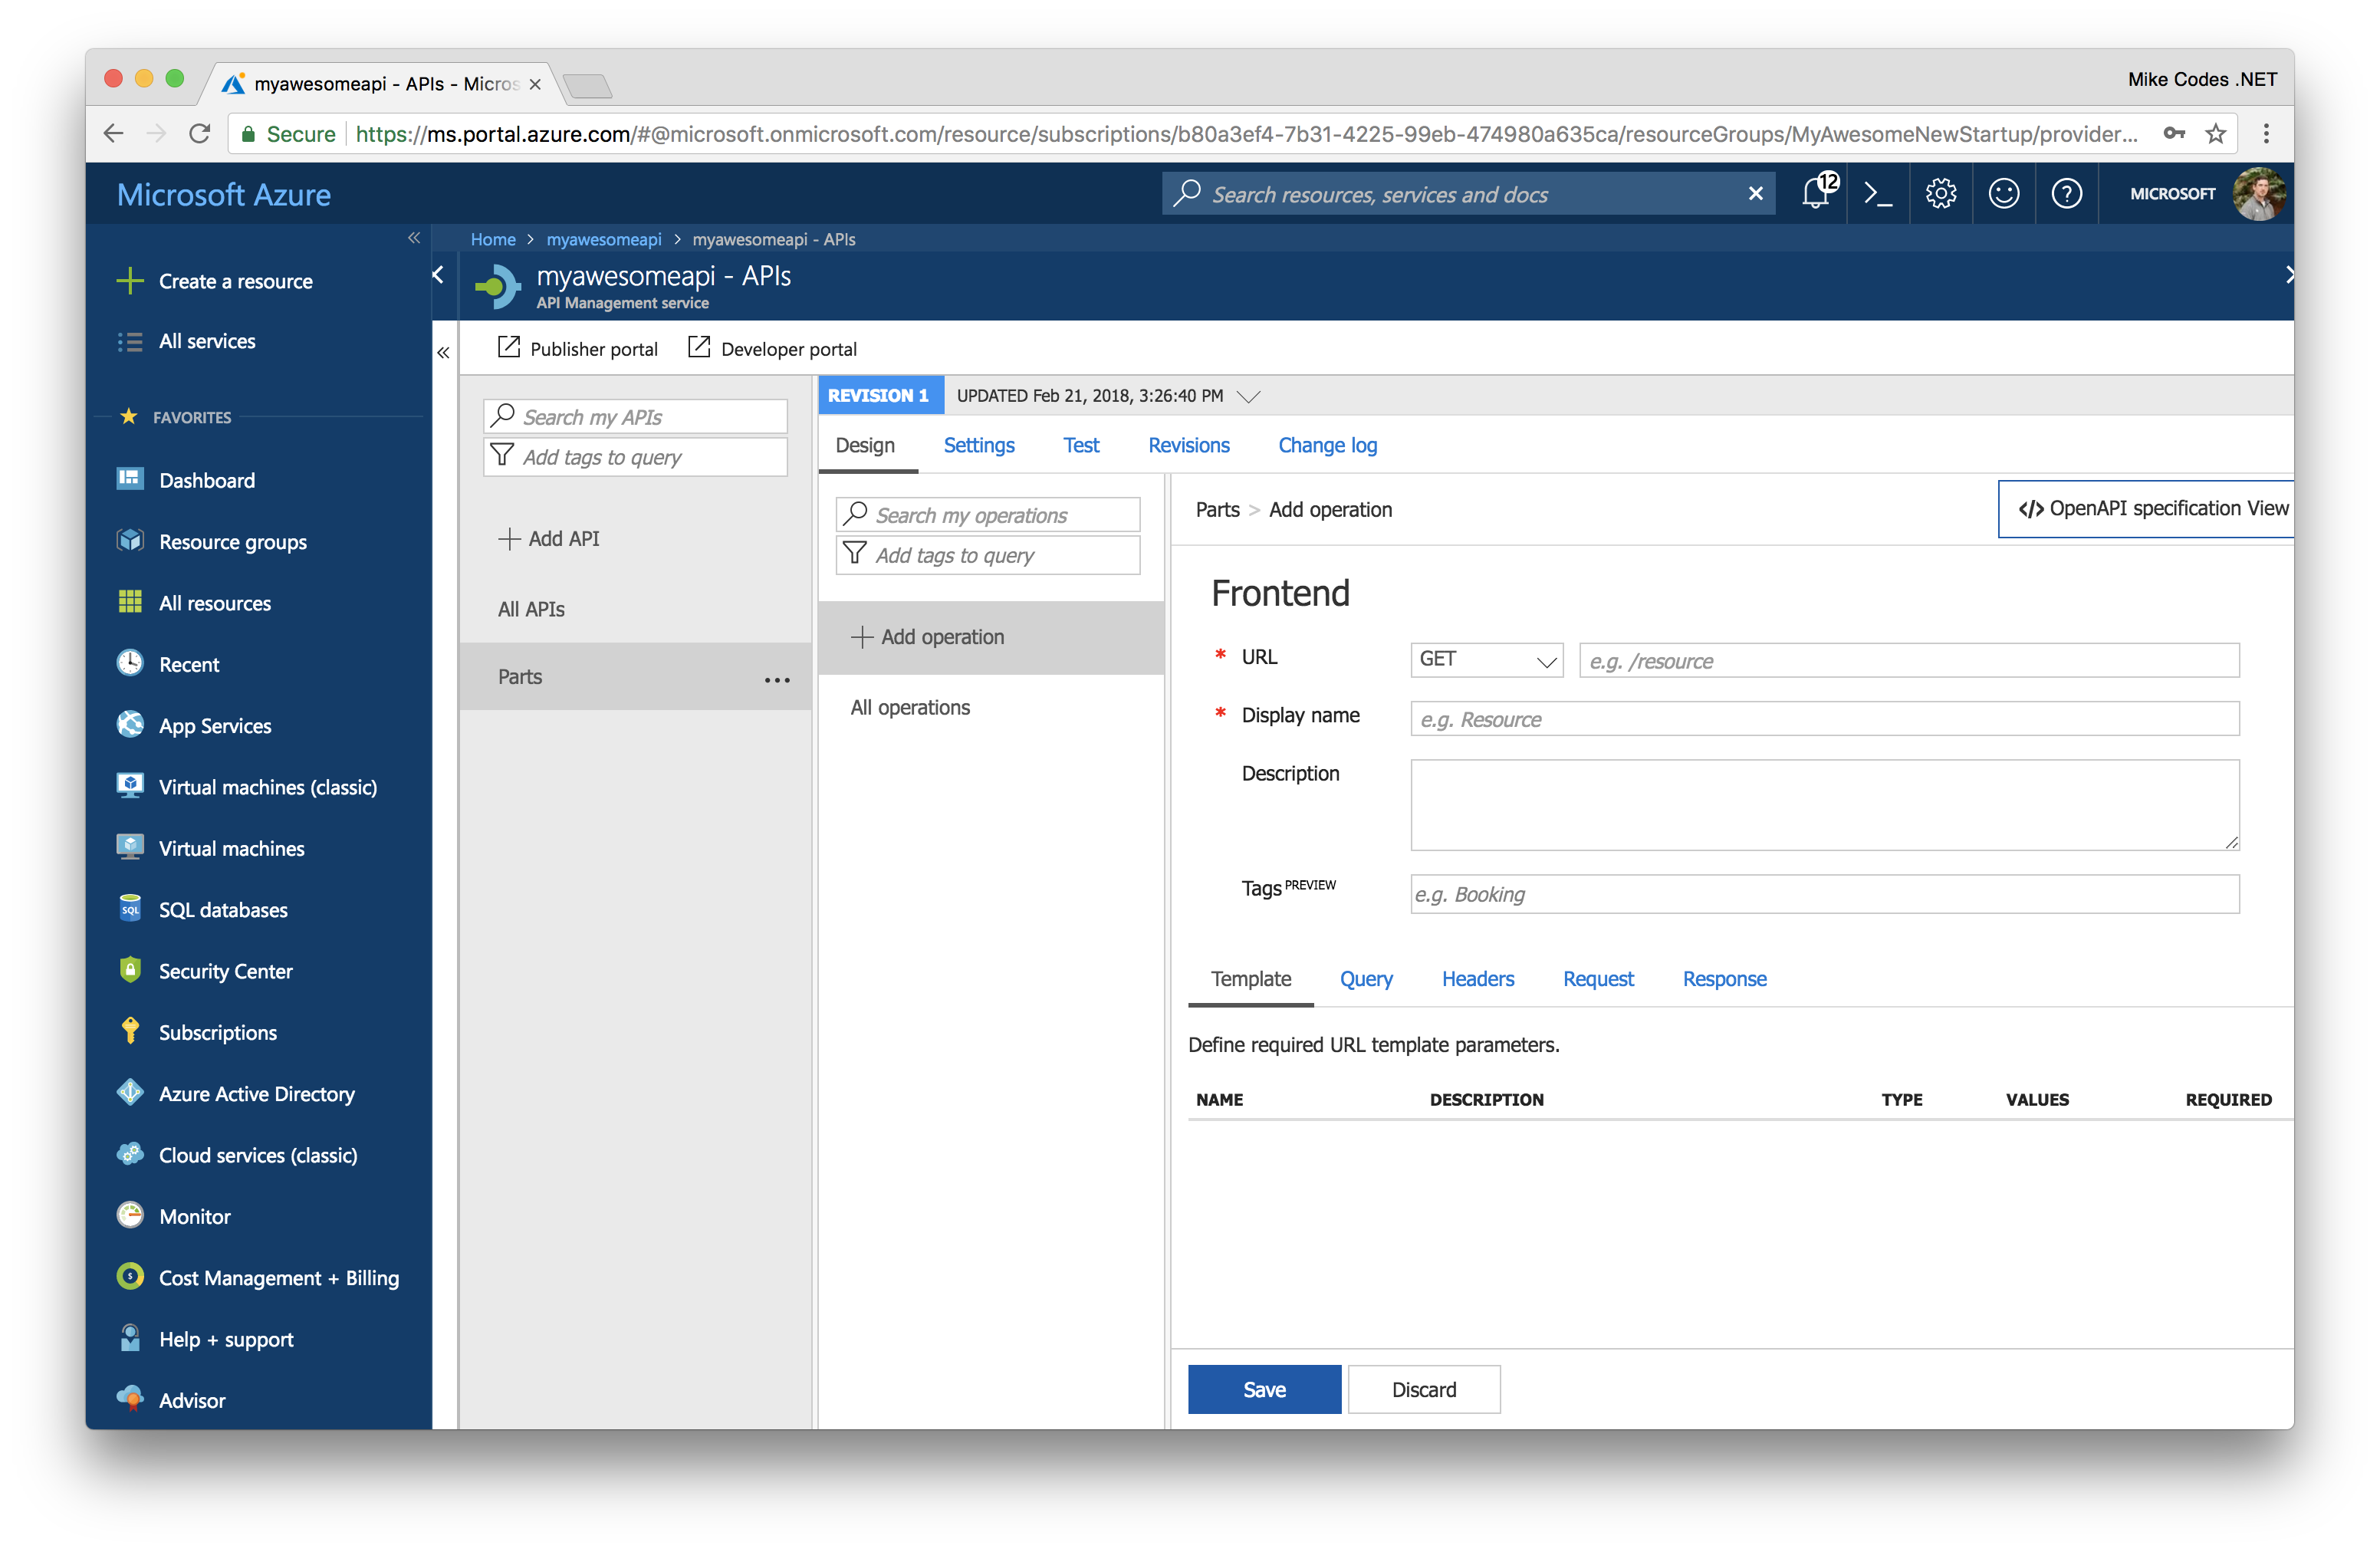 myawesomeapi - APIs - Micros
Mike Codes .NET
Secure https://ms.portal.azure.com/#@microsoft.onmicrosoft.com/resource/subscriptions/b80a3ef4-7b31-4225-99eb-474980a635ca/resourceGroups/MyAwesomeNewStartup/provider...
Microsoft Azure
Search resources, services and docs
12
MICROSOFT
Home > myawesomeapi > myawesomeapi - APIs
myawesomeapi - APIs
API Management service
Create a resource
All services
FAVORITES
Dashboard
Resource groups
All resources
Recent
App Services
Virtual machines (classic)
Virtual machines
SQL
SQL databases
Security Center
Subscriptions
Azure Active Directory
Cloud services (classic)
Monitor
Cost Management + Billing
Help + support
Advisor
Publisher portal
Developer portal
Search my APIs
Add tags to query
Add API
All APIs
Parts
REVISION 1 UPDATED Feb 21, 2018, 3:26:40 PM
Design Settings Test Revisions Change log
Search my operations
Add tags to query
Add operation
All operations
Parts > Add operation
</> OpenAPI specification View
Frontend
* URL GET e.g. /resource
* Display name e.g. Resource
Description
Tags PREVIEW e.g. Booking
Template Query Headers Request Response
Define required URL template parameters.
NAME DESCRIPTION TYPE VALUES REQUIRED
Save Discard